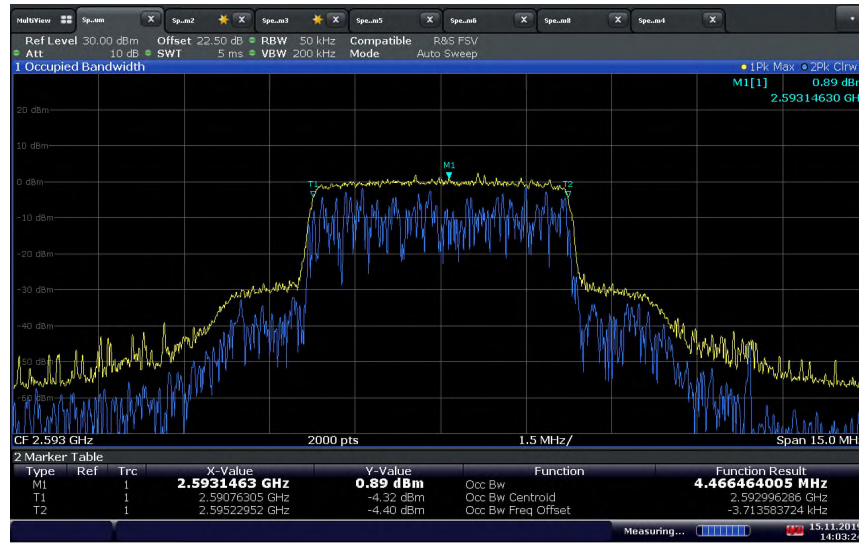 MultiView Sp..um X Sp..m2 X Spe..m3 X Spe..m5 X Spe..m6 X Spe..m8 X Spe..m4 X
Ref Level 30.00 dBm Offset 22.50 dB RBW 50 kHz Compatible R&S FSV
Att 10 dB SWT 5 ms VBW 200 kHz Mode Auto Sweep
1 Occupied Bandwidth 1Pk Max 2Pk Clrw
M1[1] 0.89 dBr
2.59314630 GH
20 dBm
10 dBm
M1
0 dBm
T1 T2
-10 dBm
-20 dBm
-30 dBm
-40 dBm
-50 dBm
-60 dBm
CF 2.593 GHz 2000 pts 1.5 MHz/ Span 15.0 MH
2 Marker Table
Type Ref Trc X-Value Y-Value Function Function Result
M1 1 2.5931463 GHz 0.89 dBm Occ Bw 4.466464005 MHz
T1 1 2.59076305 GHz -4.32 dBm Occ Bw Centroid 2.592996286 GHz
T2 1 2.59522952 GHz -4.40 dBm Occ Bw Freq Offset -3.713583724 kHz
Measuring... 15.11.2019
14:03:24